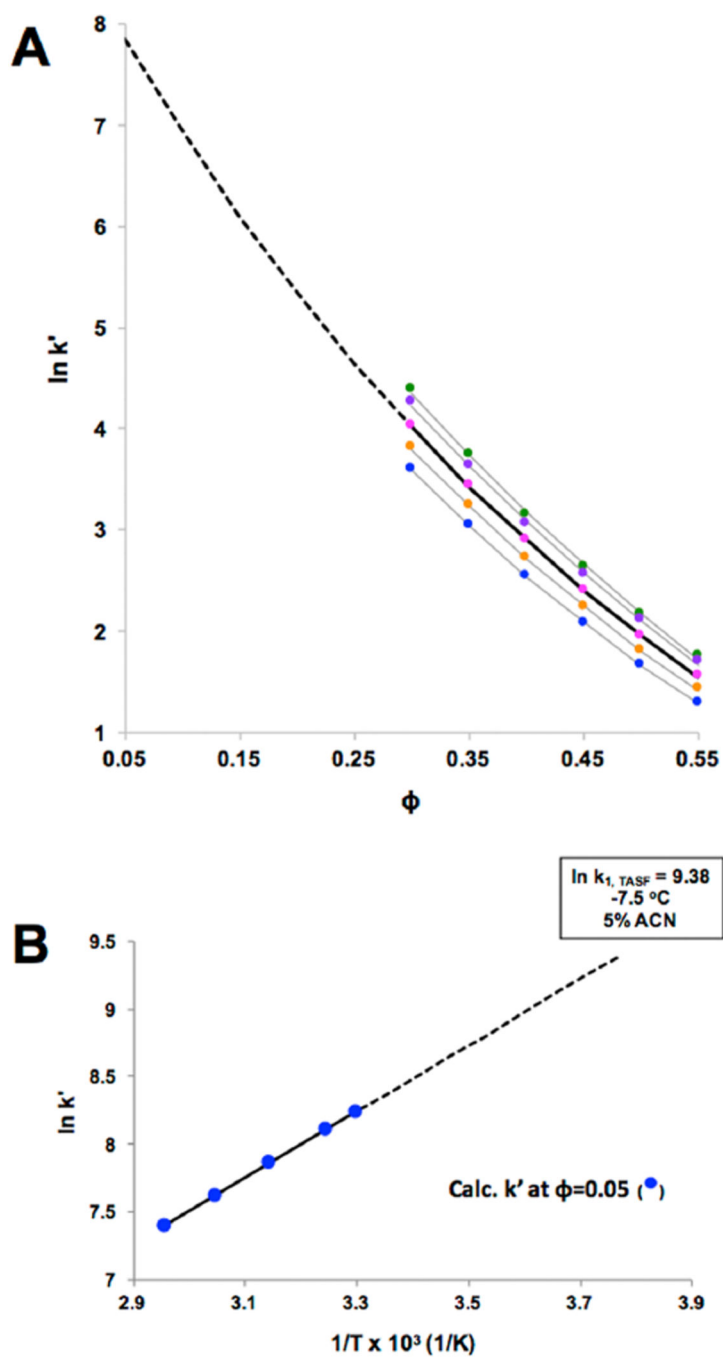 A
8
7
6
5
4
3
2
1
ln k'
0.05 0.15 0.25 0.35 0.45 0.55
ϕ
ln k1, TASF = 9.38
-7.5 ºC
5% ACN
B
9.5
9
8.5
8
7.5
7
ln k'
Calc. k' at ϕ=0.05 ( )
2.9 3.1 3.3 3.5 3.7 3.9
1/T x 10³ (1/K)